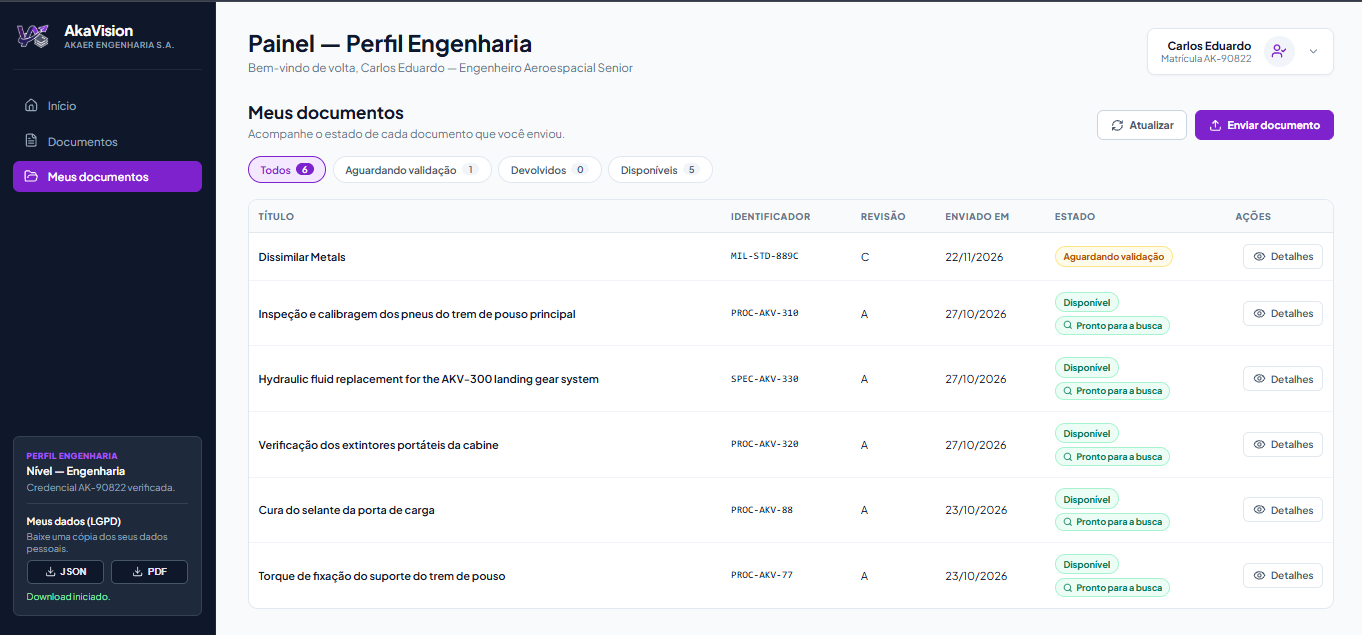 AkaVision
AKAER ENGENHARIA S.A.
Início
Documentos
Meus documentos
PERFIL ENGENHARIA
Nível — Engenharia
Credencial AK-90822 verificada.
Meus dados (LGPD)
Baixe uma cópia dos seus dados
pessoais.
JSON PDF
Download iniciado.
Painel — Perfil Engenharia
Bem-vindo de volta, Carlos Eduardo — Engenheiro Aeroespacial Senior
Carlos Eduardo
Matrícula AK-90822
Meus documentos
Acompanhe o estado de cada documento que você enviou.
Atualizar Enviar documento
Todos 6 Aguardando validação 1 Devolvidos 0 Disponíveis 5
TÍTULO IDENTIFICADOR REVISÃO ENVIADO EM ESTADO AÇÕES
Dissimilar Metals MIL-STD-889C C 22/11/2026 Aguardando validação Detalhes
Inspeção e calibragem dos pneus do trem de pouso principal PROC-AKV-310 A 27/10/2026 Disponível Detalhes
Pronto para a busca
Hydraulic fluid replacement for the AKV-300 landing gear system SPEC-AKV-330 A 27/10/2026 Disponível Detalhes
Pronto para a busca
Verificação dos extintores portáteis da cabine PROC-AKV-320 A 27/10/2026 Disponível Detalhes
Pronto para a busca
Cura do selante da porta de carga PROC-AKV-88 A 23/10/2026 Disponível Detalhes
Pronto para a busca
Torque de fixação do suporte do trem de pouso PROC-AKV-77 A 23/10/2026 Disponível Detalhes
Pronto para a busca